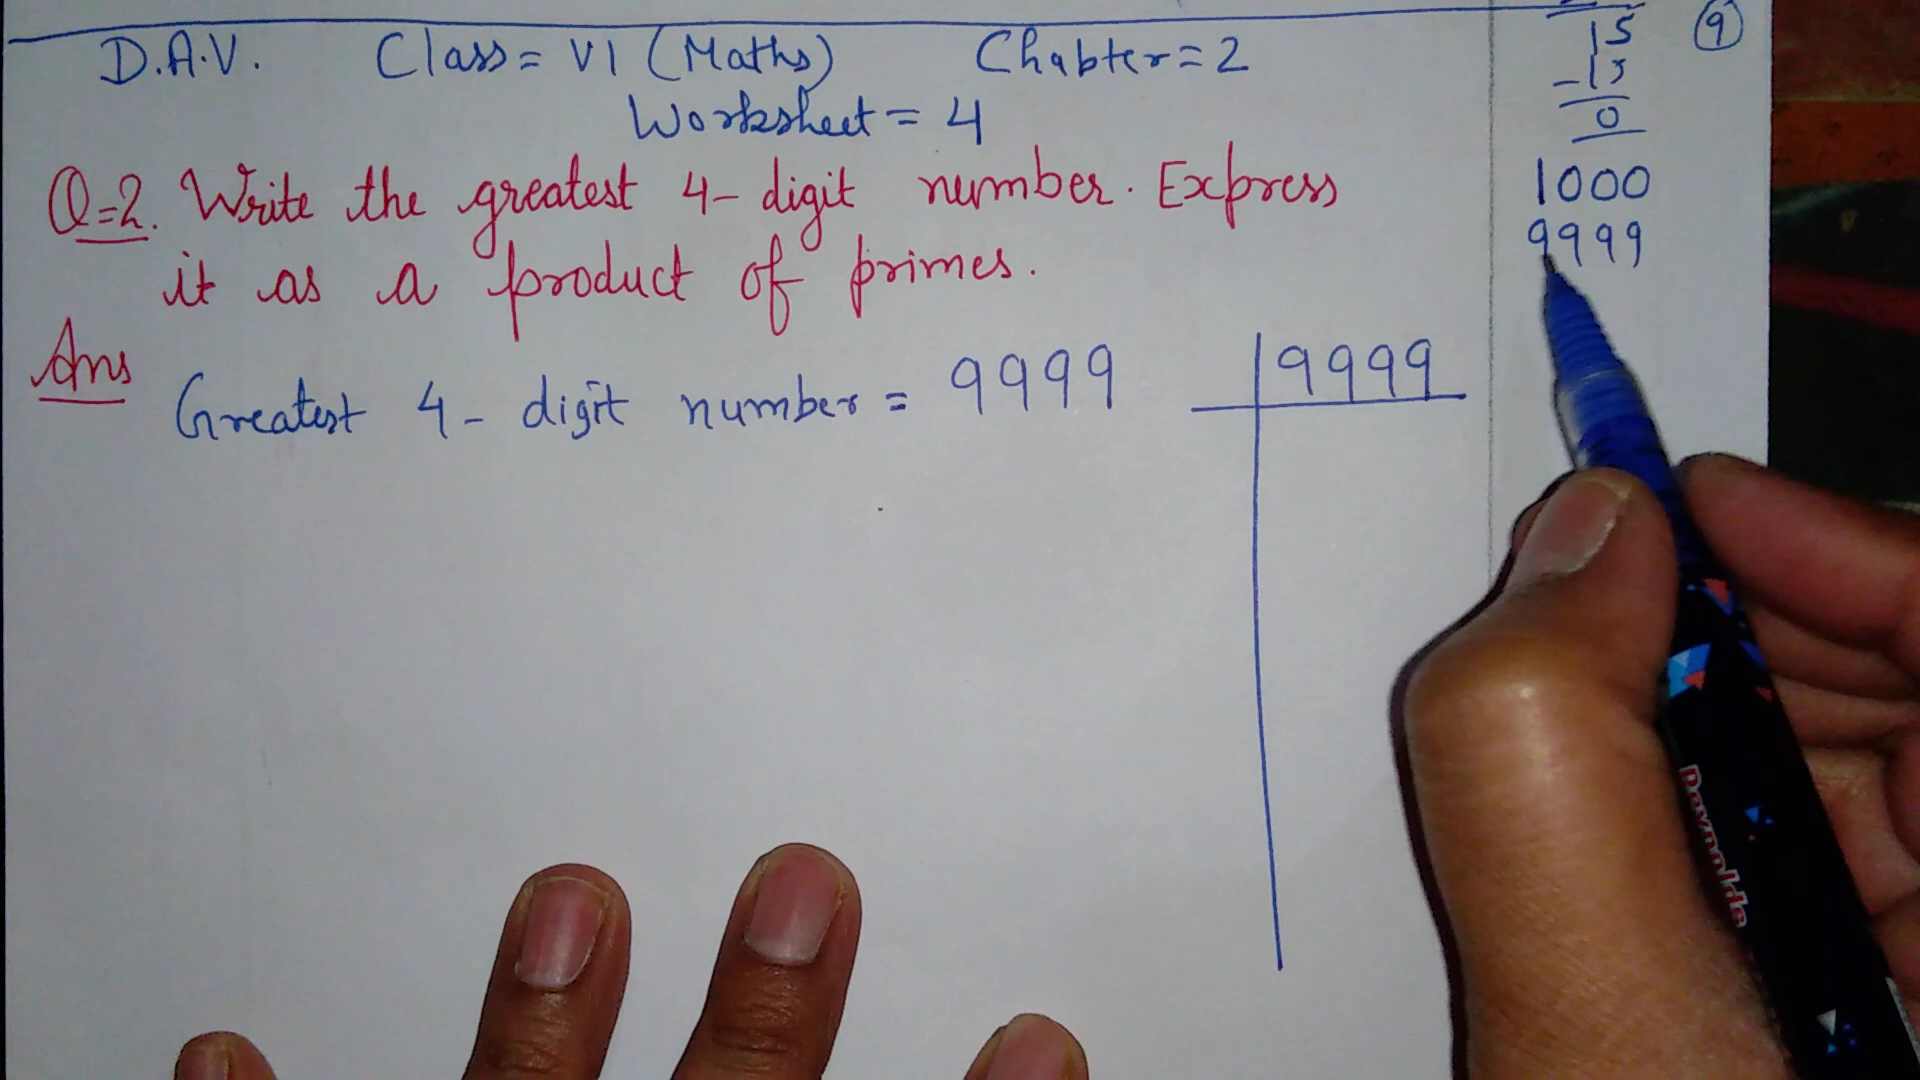 D.A.V. Class = VI (Maths) Chapter = 2
Worksheet = 4
Q=2. Write the greatest 4-digit number. Express
it as a product of primes.
Ans
Greatest 4-digit number = 9999
9999
15
-15
0
1000
9999
9
Reynolds